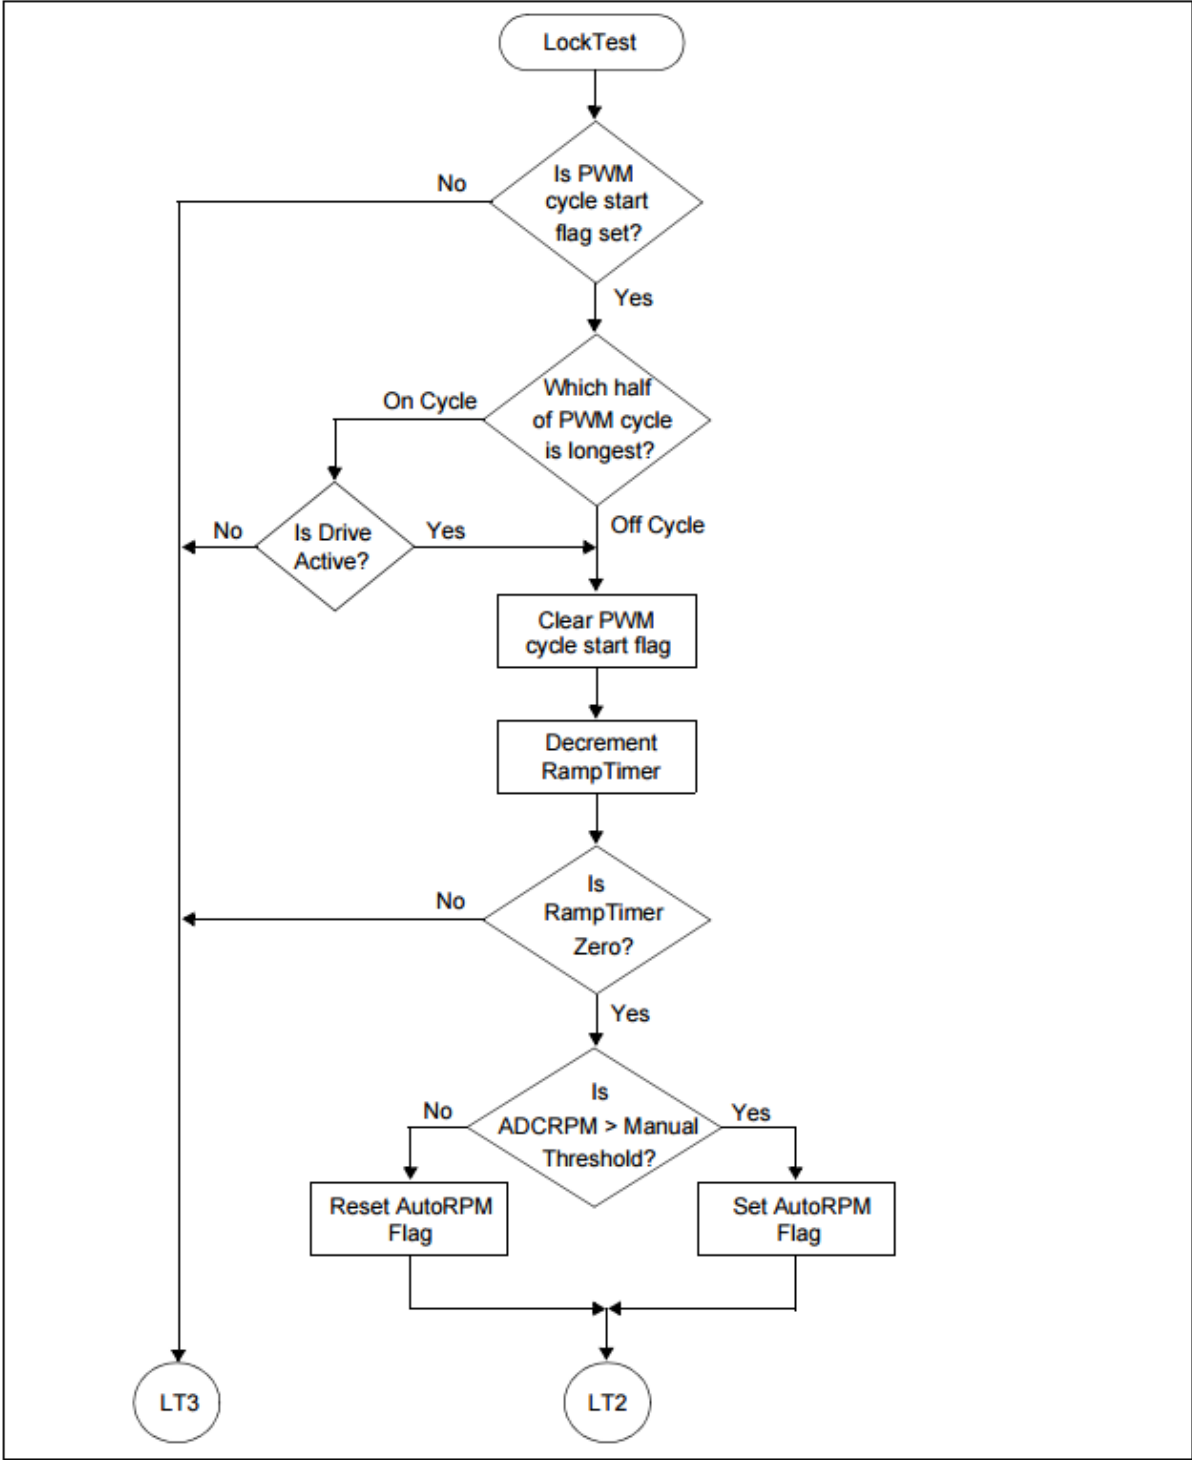 LockTest
Is PWM
cycle start
flag set?
No
Yes
Which half
of PWM cycle
is longest?
On Cycle
Off Cycle
Is Drive
Active?
No
Yes
Clear PWM
cycle start flag
Decrement
RampTimer
Is
RampTimer
Zero?
No
Yes
Is
ADCRPM > Manual
Threshold?
No
Yes
Reset AutoRPM
Flag
Set AutoRPM
Flag
LT3
LT2